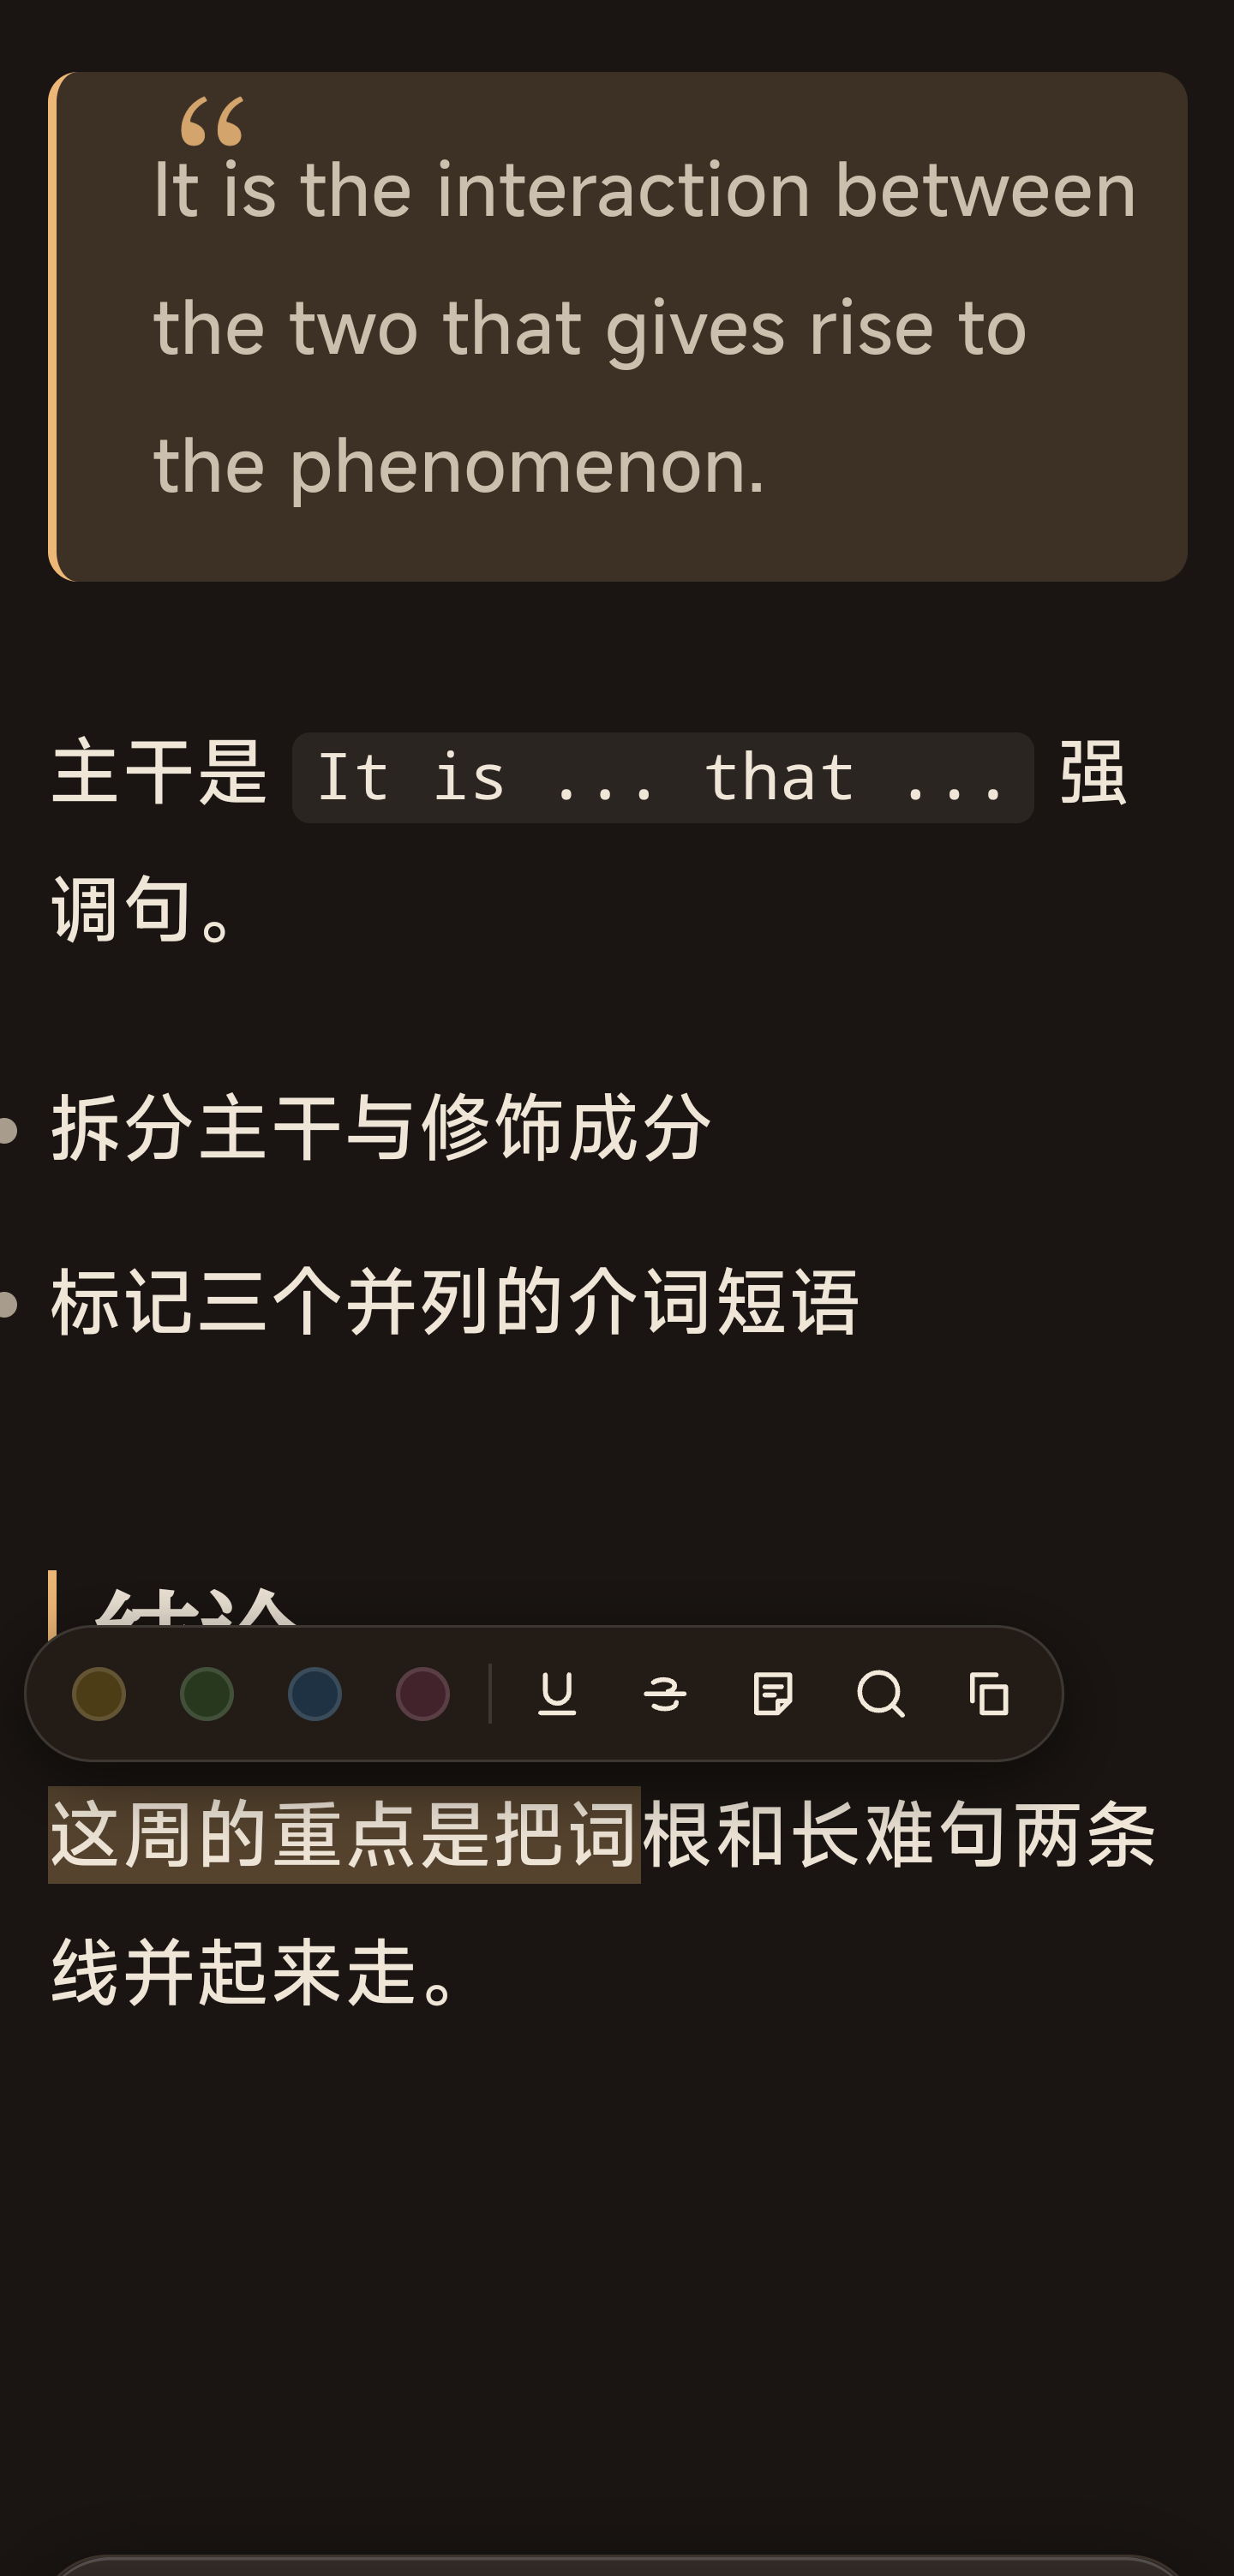 “
It is the interaction between
the two that gives rise to
the phenomenon.
主干是 It is ... that ... 强
调句。
• 拆分主干与修饰成分
• 标记三个并列的介词短语
这周的重点是把词根和长难句两条
线并起来走。